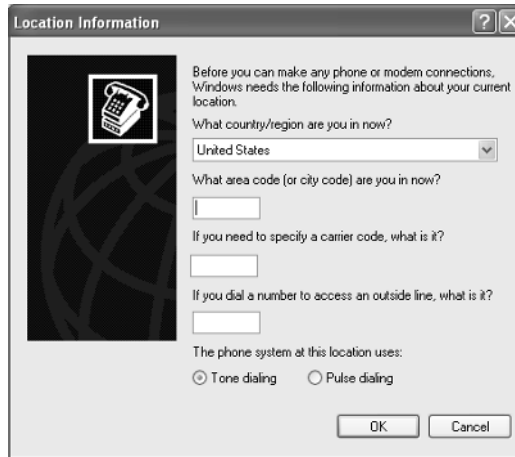 Location Information
Before you can make any phone or modem connections,
Windows needs the following information about your current
location.
What country/region are you in now?
United States
What area code (or city code) are you in now?
If you need to specify a carrier code, what is it?
If you dial a number to access an outside line, what is it?
The phone system at this location uses:
Tone dialing Pulse dialing
OK Cancel